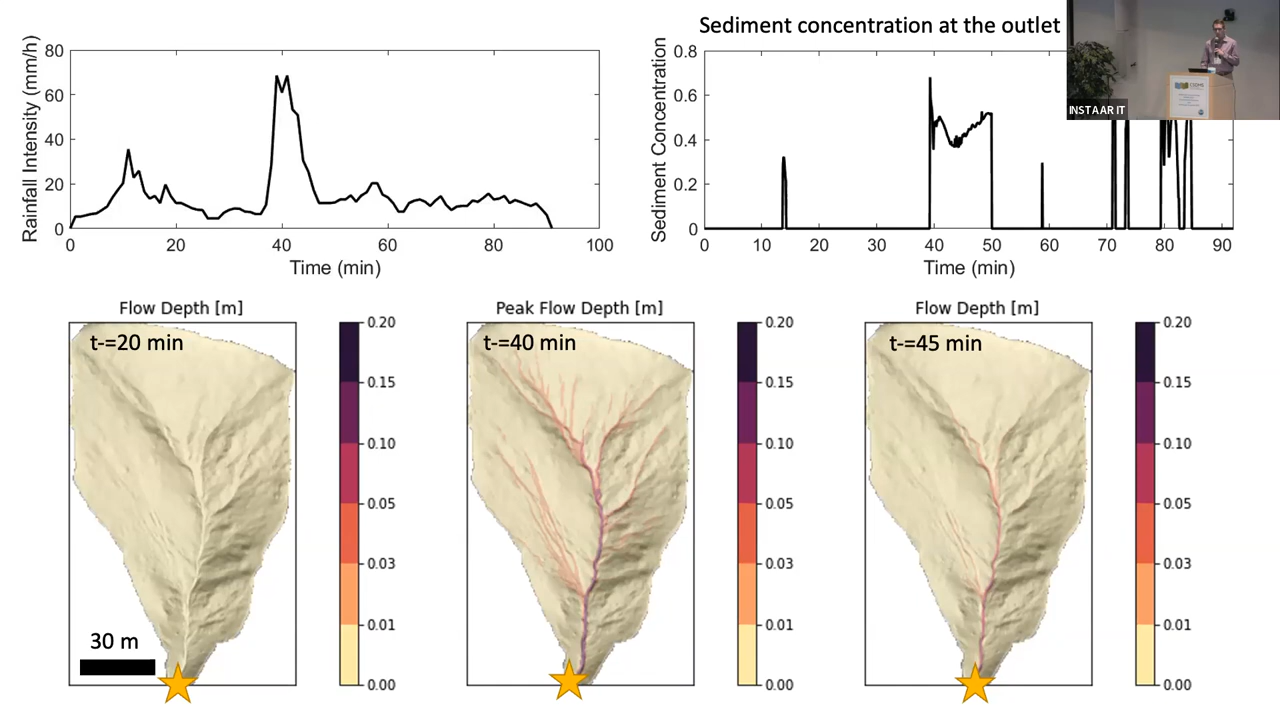 Sediment concentration at the outlet
Rainfall Intensity (mm/h)
80
60
40
20
0
0 20 40 60 80 100
Time (min)
Sediment Concentration
0.8
0.6
0.4
0.2
0
0 10 20 30 40 50 60 70 80 90
Time (min)
INSTAAR IT
CSDMS
Flow Depth [m]
t-=20 min
30 m
0.20
0.15
0.10
0.05
0.03
0.01
0.00
Peak Flow Depth [m]
t-=40 min
0.20
0.15
0.10
0.05
0.03
0.01
0.00
Flow Depth [m]
t-=45 min
0.20
0.15
0.10
0.05
0.03
0.01
0.00